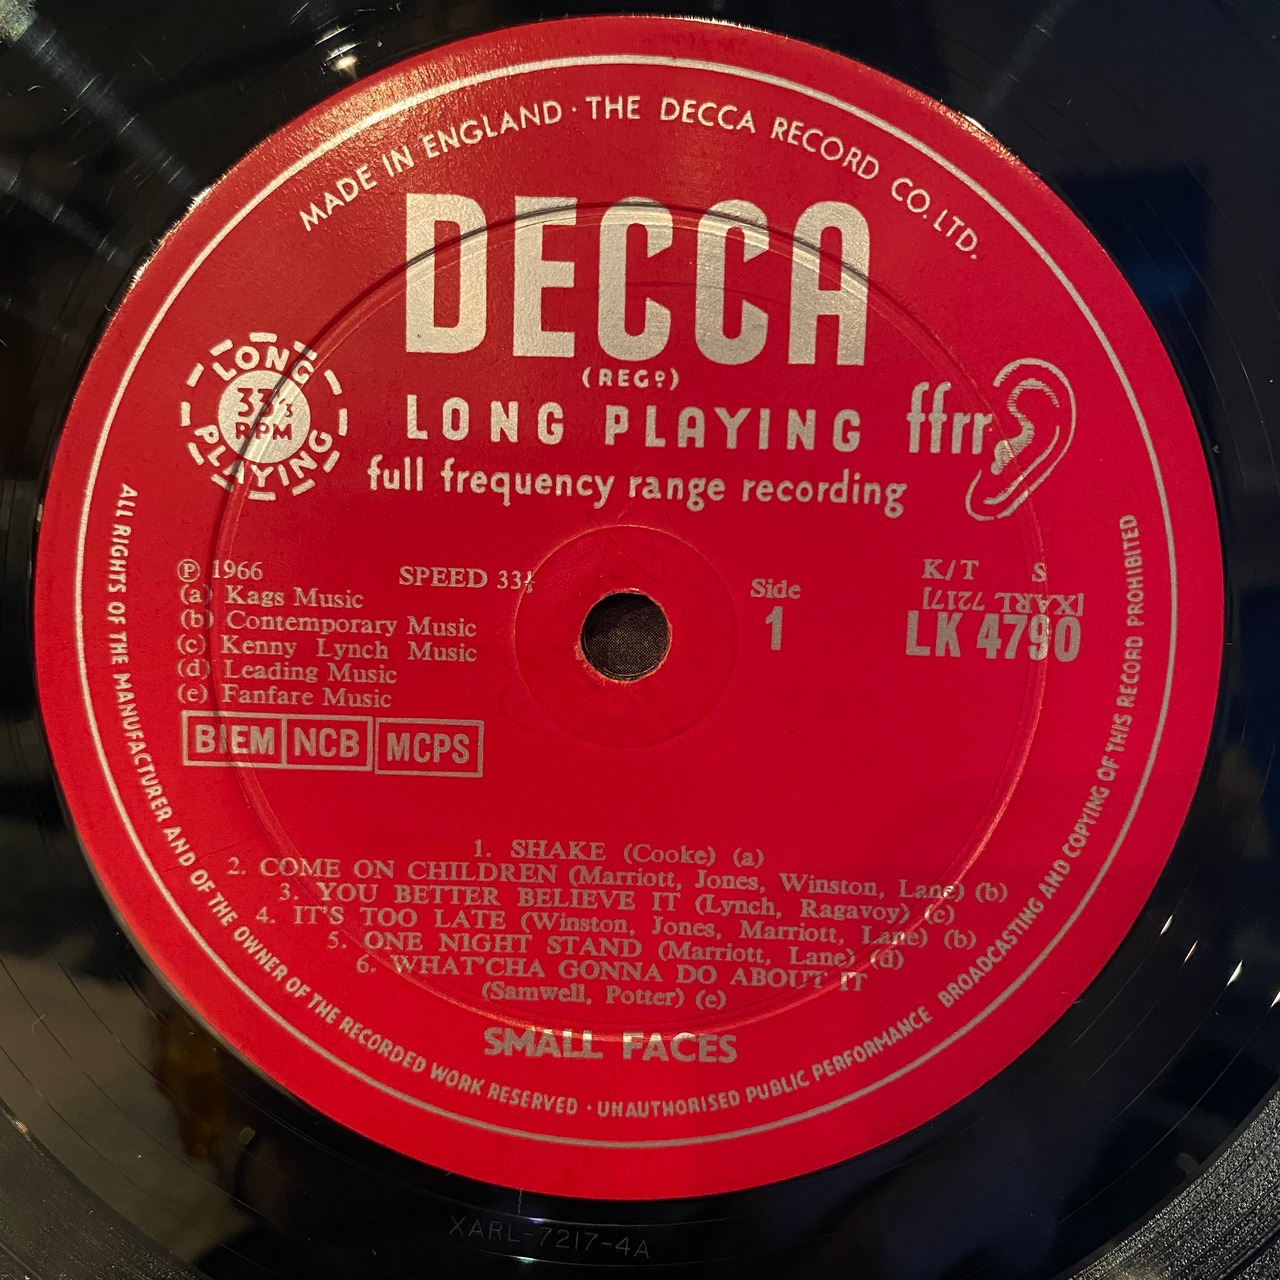 MADE IN ENGLAND · THE DECCA RECORD CO. LTD.
DECCA
(REGD)
LONG PLAYING
33 1/3
RPM
LONG PLAYING
ffrr
full frequency range recording
℗ 1966
SPEED 33⅓
(a) Kags Music
(b) Contemporary Music
(c) Kenny Lynch Music
(d) Leading Music
(e) Fanfare Music
BIEM NCB MCPS
Side
1
K/T S
[XARL 7217]
LK 4790
1. SHAKE (Cooke) (a)
2. COME ON CHILDREN (Marriott, Jones, Winston, Lane) (b)
3. YOU BETTER BELIEVE IT (Lynch, Ragavoy) (c)
4. IT'S TOO LATE (Winston, Jones, Marriott, Lane) (b)
5. ONE NIGHT STAND (Marriott, Lane) (d)
6. WHAT'CHA GONNA DO ABOUT IT
(Samwell, Potter) (e)
SMALL FACES
ALL RIGHTS OF THE MANUFACTURER AND OF THE OWNER OF THE RECORDED WORK RESERVED · UNAUTHORISED PUBLIC PERFORMANCE BROADCASTING AND COPYING OF THIS RECORD PROHIBITED
XARL-7217-4A